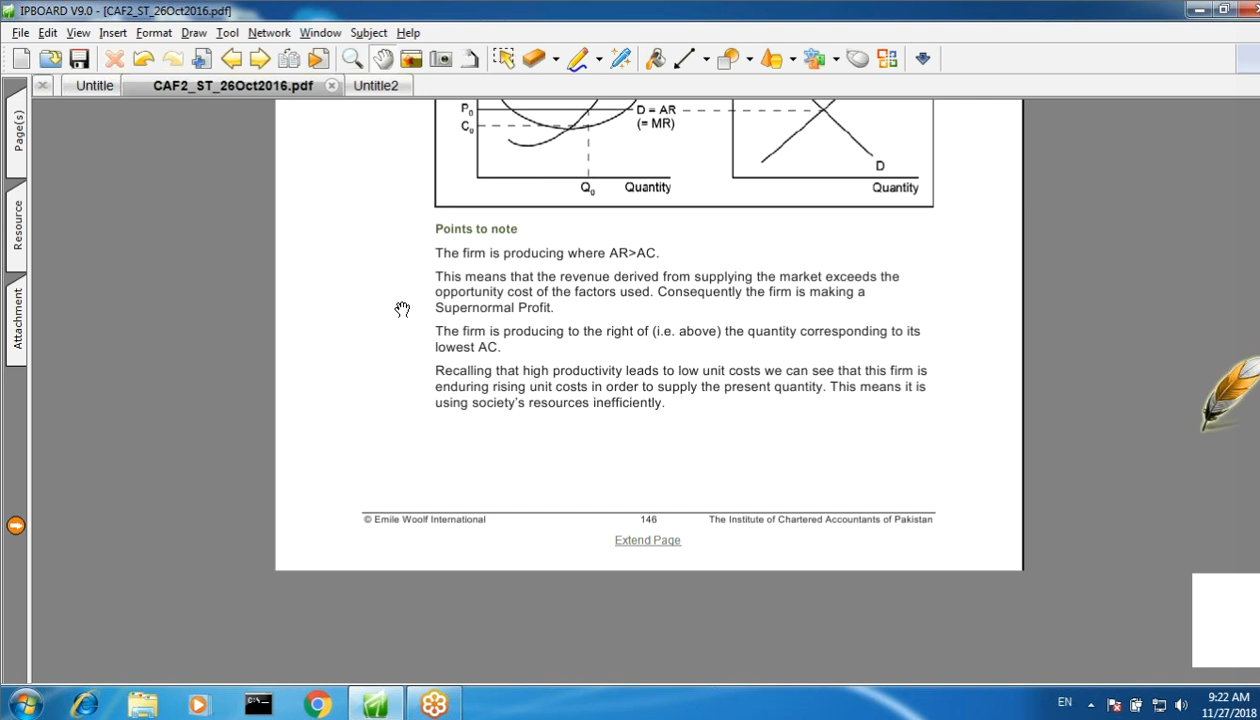 IPBOARD V9.0 - [CAF2_ST_26Oct2016.pdf]
File Edit View Insert Format Draw Tool Network Window Subject Help
Untitle CAF2_ST_26Oct2016.pdf Untitle2
Page(s)
Resource
Attachment
P0 D = AR
C0 (= MR)
D
Q0 Quantity Quantity
Points to note
The firm is producing where AR>AC.
This means that the revenue derived from supplying the market exceeds the
opportunity cost of the factors used. Consequently the firm is making a
Supernormal Profit.
The firm is producing to the right of (i.e. above) the quantity corresponding to its
lowest AC.
Recalling that high productivity leads to low unit costs we can see that this firm is
enduring rising unit costs in order to supply the present quantity. This means it is
using society's resources inefficiently.
© Emile Woolf International 146 The Institute of Chartered Accountants of Pakistan
Extend Page
EN 9:22 AM
11/27/2018